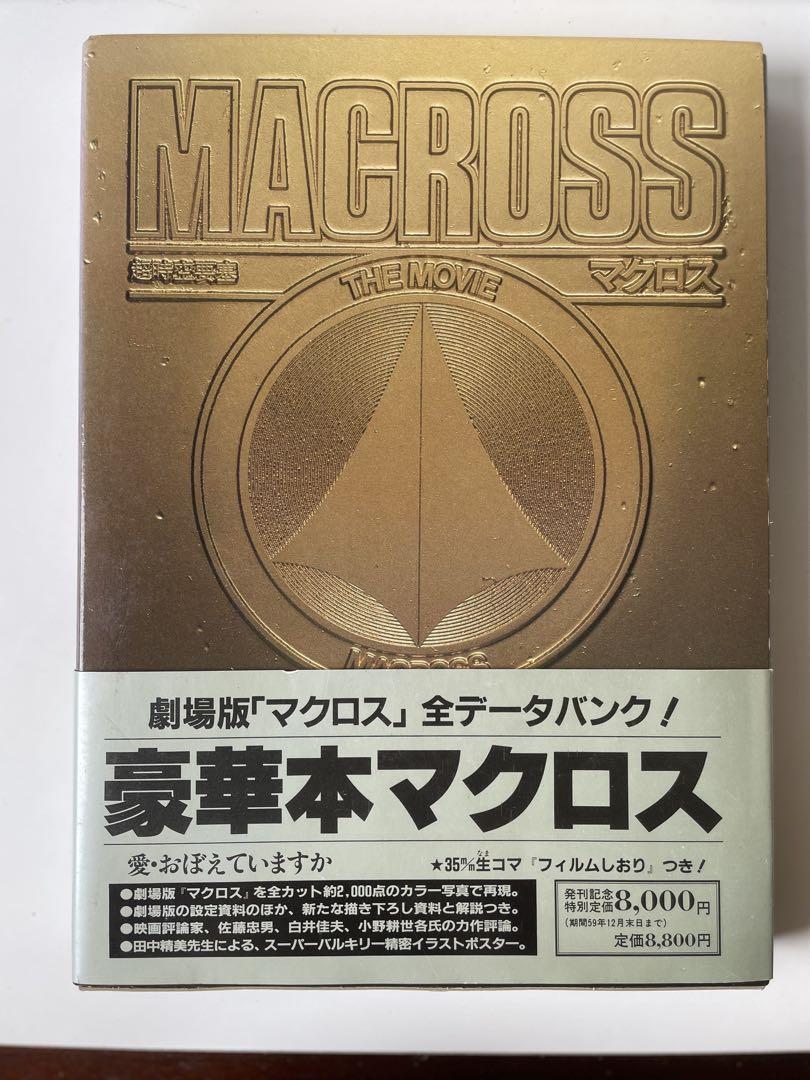 MACROSS
超時空要塞 マクロス
THE MOVIE
MACROSS
劇場版「マクロス」全データバンク!
豪華本マクロス
愛・おぼえていますか
★35m/m生コマ『フィルムしおり』つき!
なま
●劇場版『マクロス』を全カット約2,000点のカラー写真で再現。
●劇場版の設定資料のほか、新たな描き下ろし資料と解説つき。
●映画評論家、佐藤忠男、白井佳夫、小野耕世各氏の力作評論。
●田中精美先生による、スーパーバルキリー精密イラストポスター。
発刊記念
特別定価8,000円
(期間59年12月末日まで)
定価8,800円